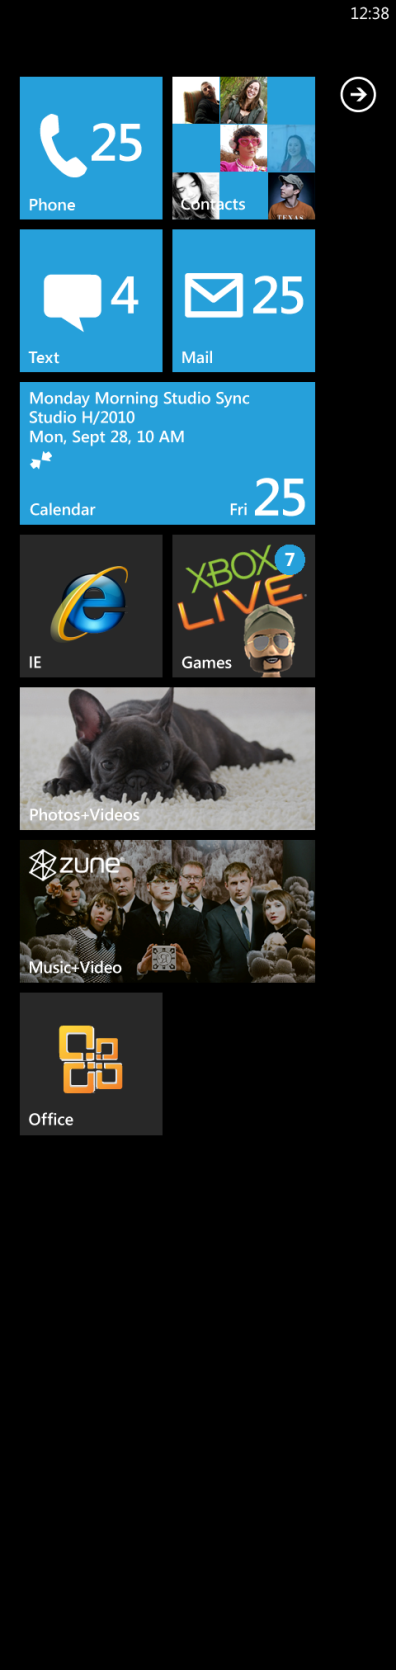 12:38
25
Phone
Contacts
TEXAS
4
Text
25
Mail
Monday Morning Studio Sync
Studio H/2010
Mon, Sept 28, 10 AM
Calendar
Fri 25
IE
XBOX 7
LIVE
Games
Photos+Videos
zune
Music+Video
Office